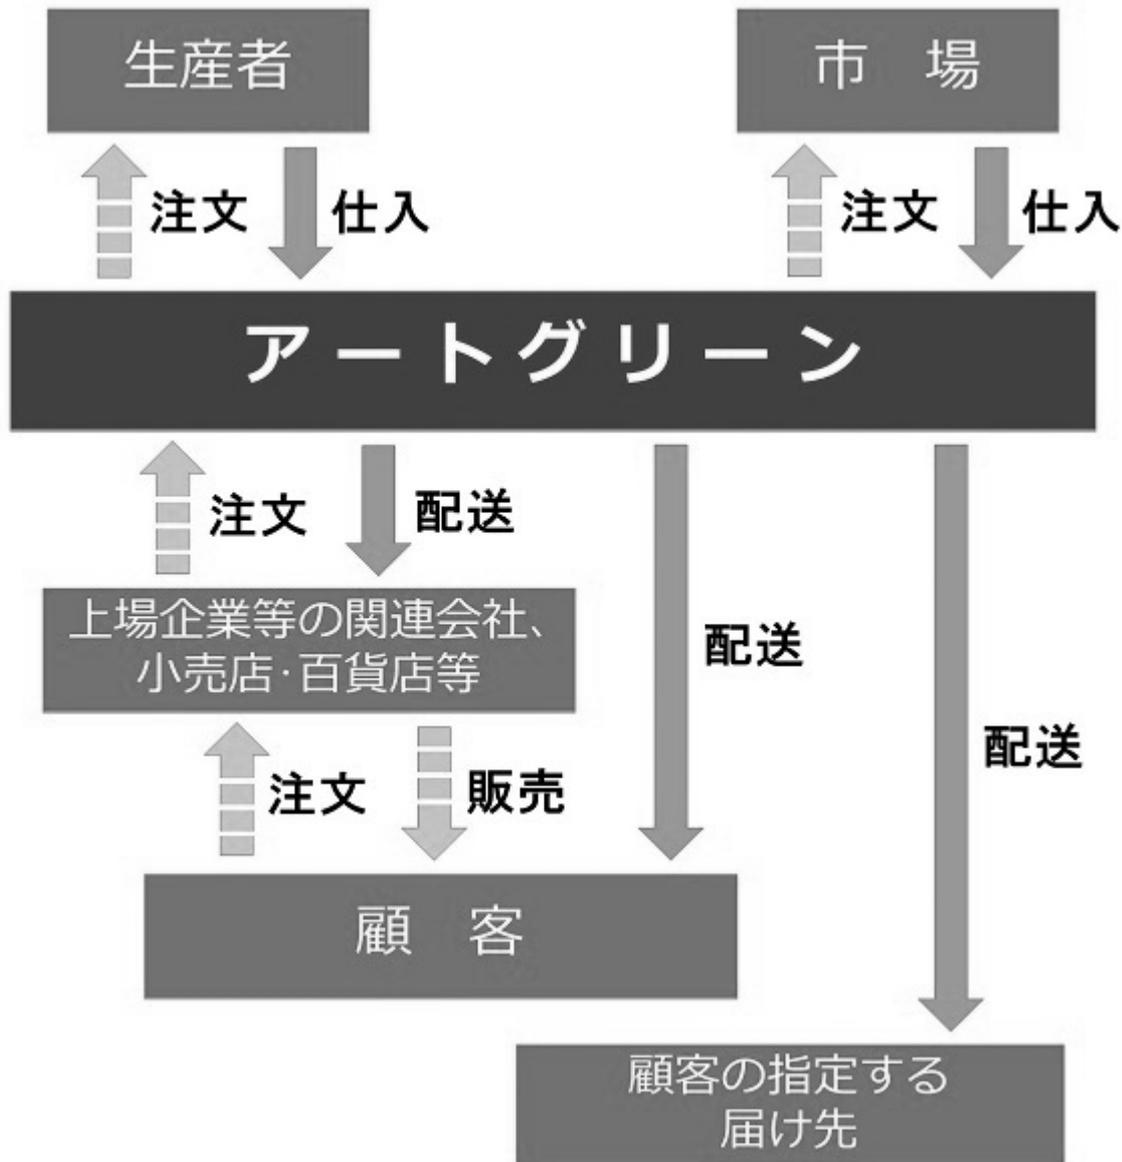 生産者
市　場
注文
仕入
注文
仕入
アートグリーン
注文
配送
上場企業等の関連会社、
小売店・百貨店等
配送
配送
注文
販売
顧　客
顧客の指定する
届け先